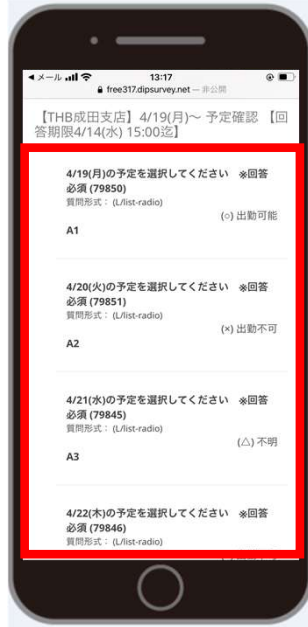 ◀メール 13:17
free317.dipsurvey.net — 非公開
【THB成田支店】4/19(月)～ 予定確認 【回
答期限4/14(水) 15:00迄】
4/19(月)の予定を選択してください ※回答
必須 (79850)
質問形式： (L/list-radio)
(○) 出勤可能
A1
4/20(火)の予定を選択してください ※回答
必須 (79851)
質問形式： (L/list-radio)
(×) 出勤不可
A2
4/21(水)の予定を選択してください ※回答
必須 (79845)
質問形式： (L/list-radio)
(△) 不明
A3
4/22(木)の予定を選択してください ※回答
必須 (79846)
質問形式： (L/list-radio)